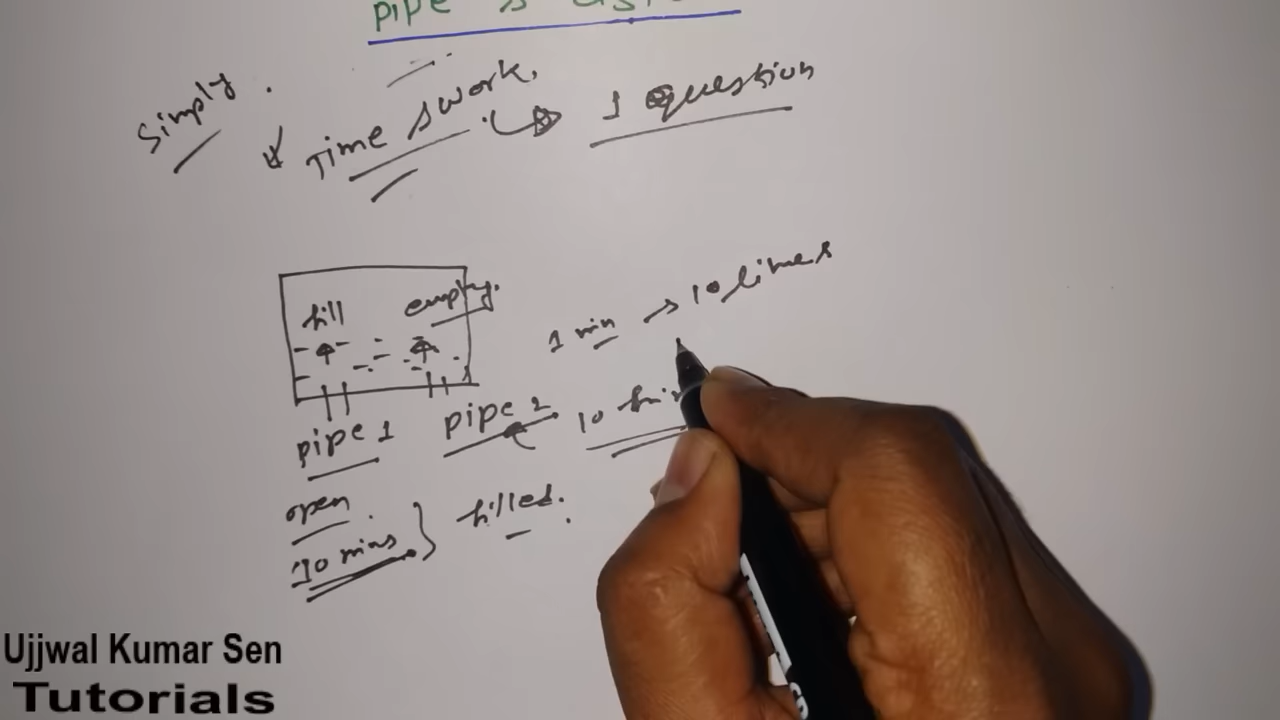 pipe &
Simply.
Time & work.
1 question
fill empty.
1 min → 10 litres
pipe 1 pipe 2 10 min
open
10 mins } filled.
Ujjwal Kumar Sen
Tutorials